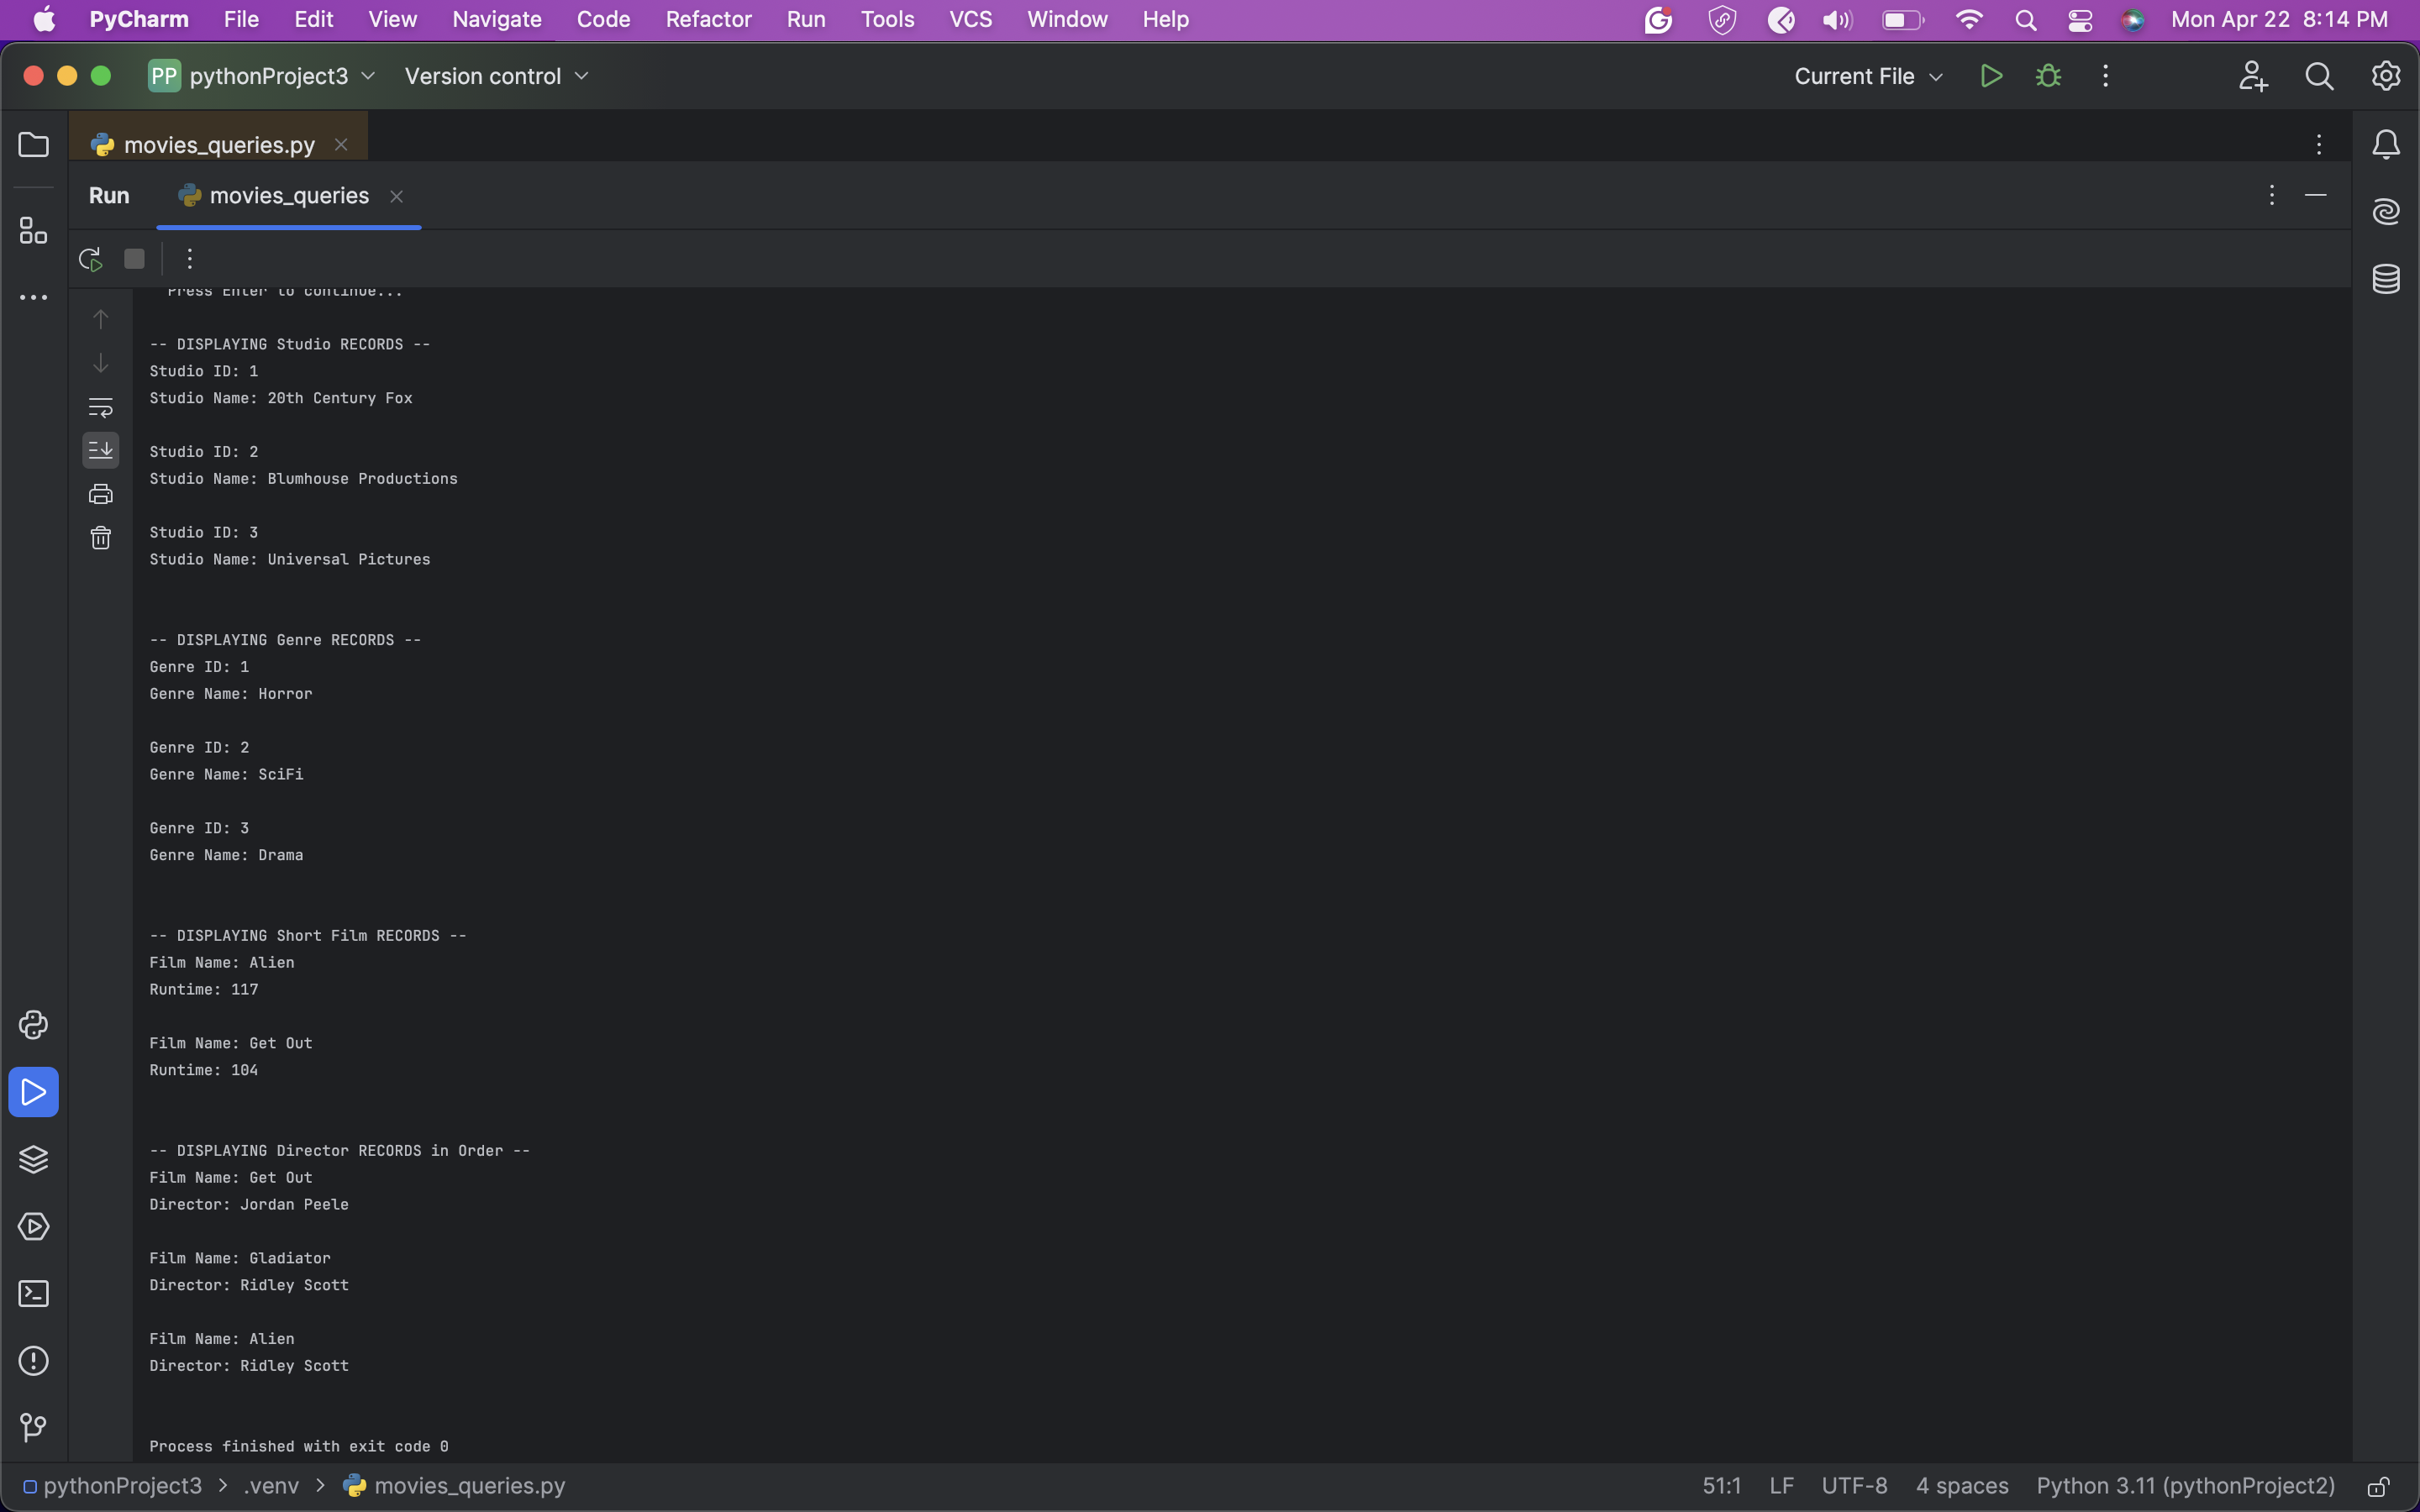 PyCharm File Edit View Navigate Code Refactor Run Tools VCS Window Help Mon Apr 22 8:14 PM
PP pythonProject3 Version control Current File
movies_queries.py
Run movies_queries
Press Enter to continue...
-- DISPLAYING Studio RECORDS --
Studio ID: 1
Studio Name: 20th Century Fox
Studio ID: 2
Studio Name: Blumhouse Productions
Studio ID: 3
Studio Name: Universal Pictures
-- DISPLAYING Genre RECORDS --
Genre ID: 1
Genre Name: Horror
Genre ID: 2
Genre Name: SciFi
Genre ID: 3
Genre Name: Drama
-- DISPLAYING Short Film RECORDS --
Film Name: Alien
Runtime: 117
Film Name: Get Out
Runtime: 104
-- DISPLAYING Director RECORDS in Order --
Film Name: Get Out
Director: Jordan Peele
Film Name: Gladiator
Director: Ridley Scott
Film Name: Alien
Director: Ridley Scott
Process finished with exit code 0
pythonProject3 > .venv > movies_queries.py 51:1 LF UTF-8 4 spaces Python 3.11 (pythonProject2)